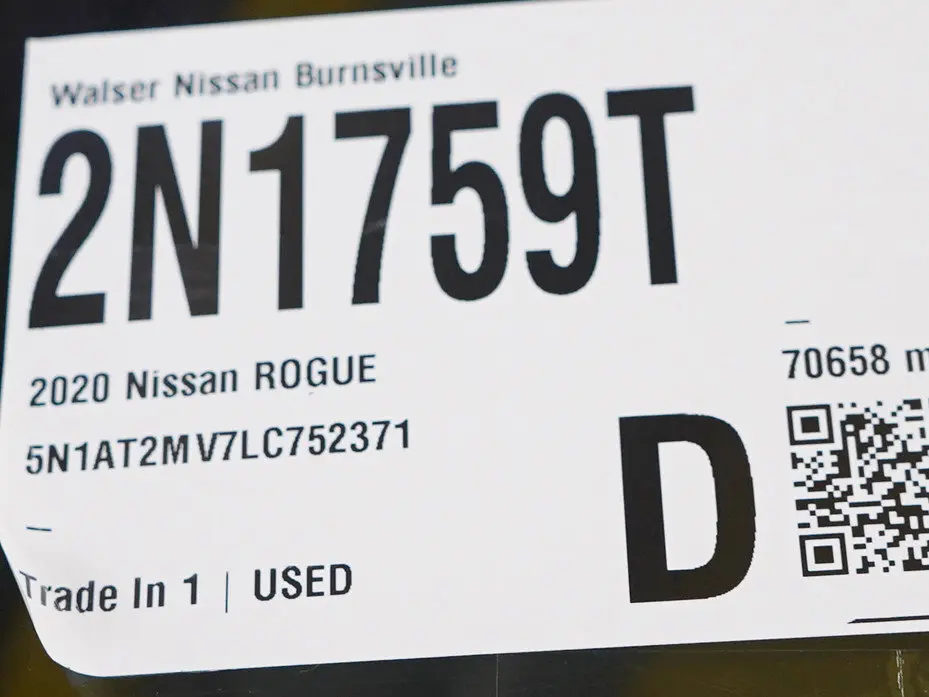 Walser Nissan Burnsville
2N1759T
2020 Nissan ROGUE
5N1AT2MV7LC752371
–
70658 m
D
–
Trade In 1 | USED